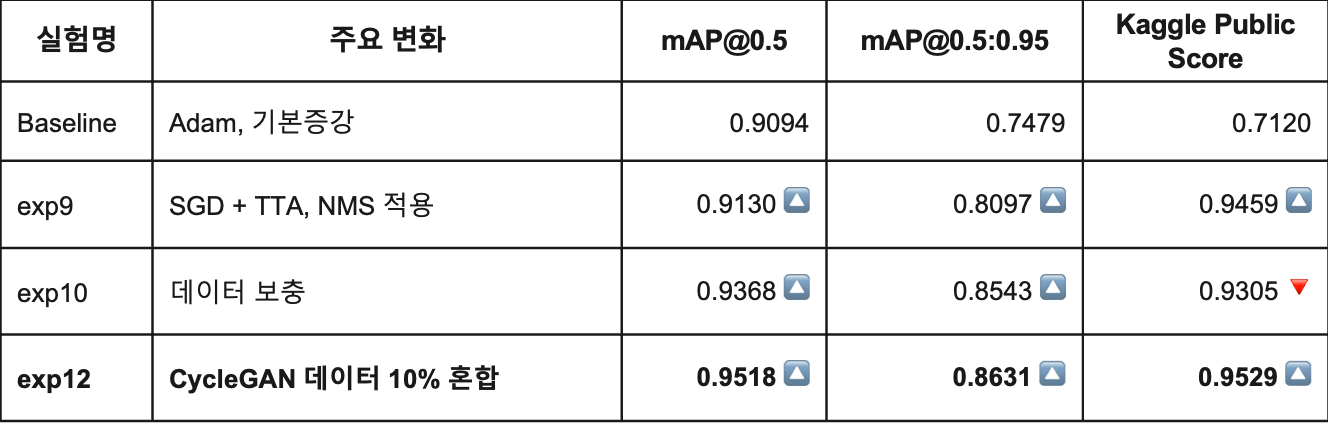 실험명 주요 변화 mAP@0.5 mAP@0.5:0.95 Kaggle Public Score
Baseline Adam, 기본증강 0.9094 0.7479 0.7120
exp9 SGD + TTA, NMS 적용 0.9130 🔼 0.8097 🔼 0.9459 🔼
exp10 데이터 보충 0.9368 🔼 0.8543 🔼 0.9305 🔻
exp12 CycleGAN 데이터 10% 혼합 0.9518 🔼 0.8631 🔼 0.9529 🔼